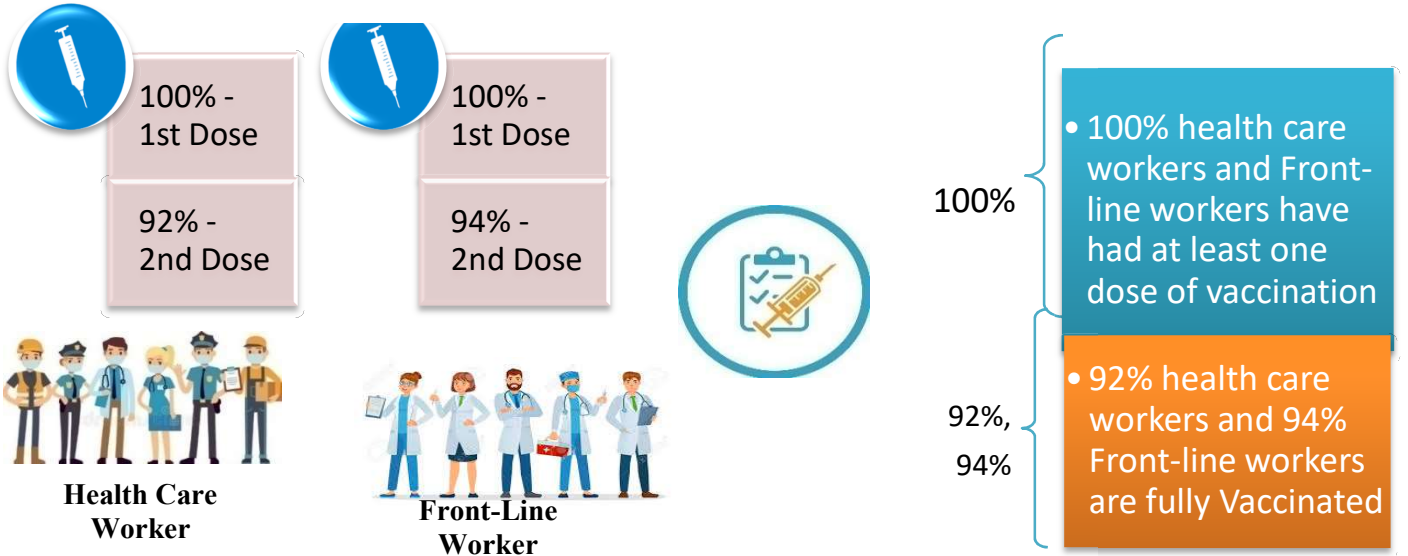 100% -
1st Dose
92% -
2nd Dose
Health Care
Worker
100% -
1st Dose
94% -
2nd Dose
Front-Line
Worker
100%
92%,
94%
• 100% health care
workers and Front-
line workers have
had at least one
dose of vaccination
• 92% health care
workers and 94%
Front-line workers
are fully Vaccinated